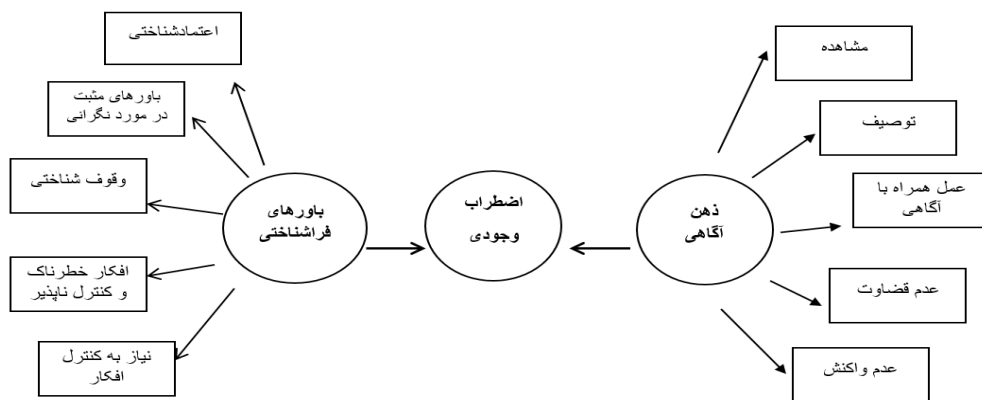 مشاهده
توصیف
عمل همراه با
آگاهی
عدم قضاوت
عدم واکنش
ذهن
آگاهی
اضطراب
وجودی
باورهای
فراشناختی
اعتمادشناختی
باورهای مثبت
در مورد نگرانی
وقوف شناختی
افکار خطرناک
و کنترل ناپذیر
نیاز به کنترل
افکار